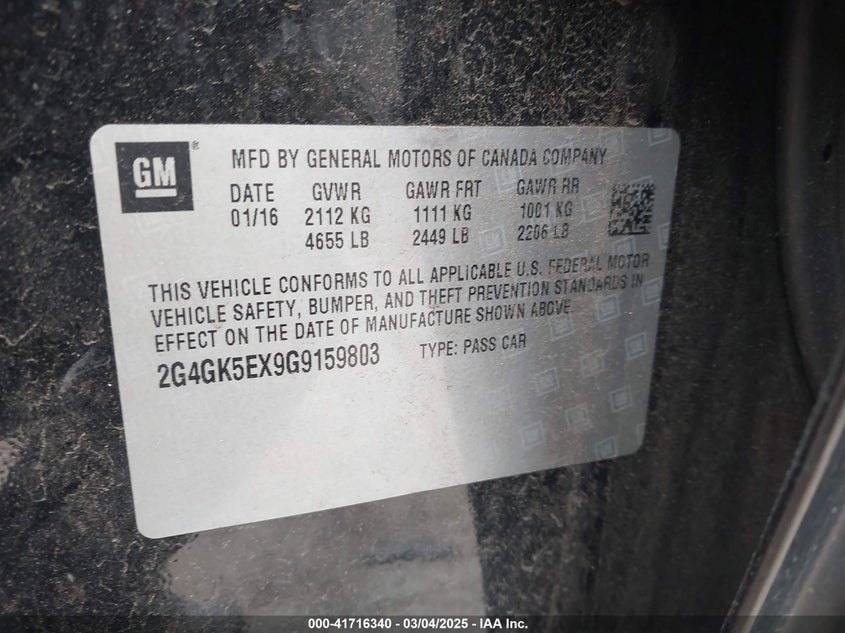 GM ®
MFD BY GENERAL MOTORS OF CANADA COMPANY
DATE GVWR GAWR FRT GAWR RR
01/16 2112 KG 1111 KG 1001 KG
4655 LB 2449 LB 2206 LB
THIS VEHICLE CONFORMS TO ALL APPLICABLE U.S. FEDERAL MOTOR
VEHICLE SAFETY, BUMPER, AND THEFT PREVENTION STANDARDS IN
EFFECT ON THE DATE OF MANUFACTURE SHOWN ABOVE.
2G4GK5EX9G9159803 TYPE: PASS CAR
000-41716340 - 03/04/2025 - IAA Inc.